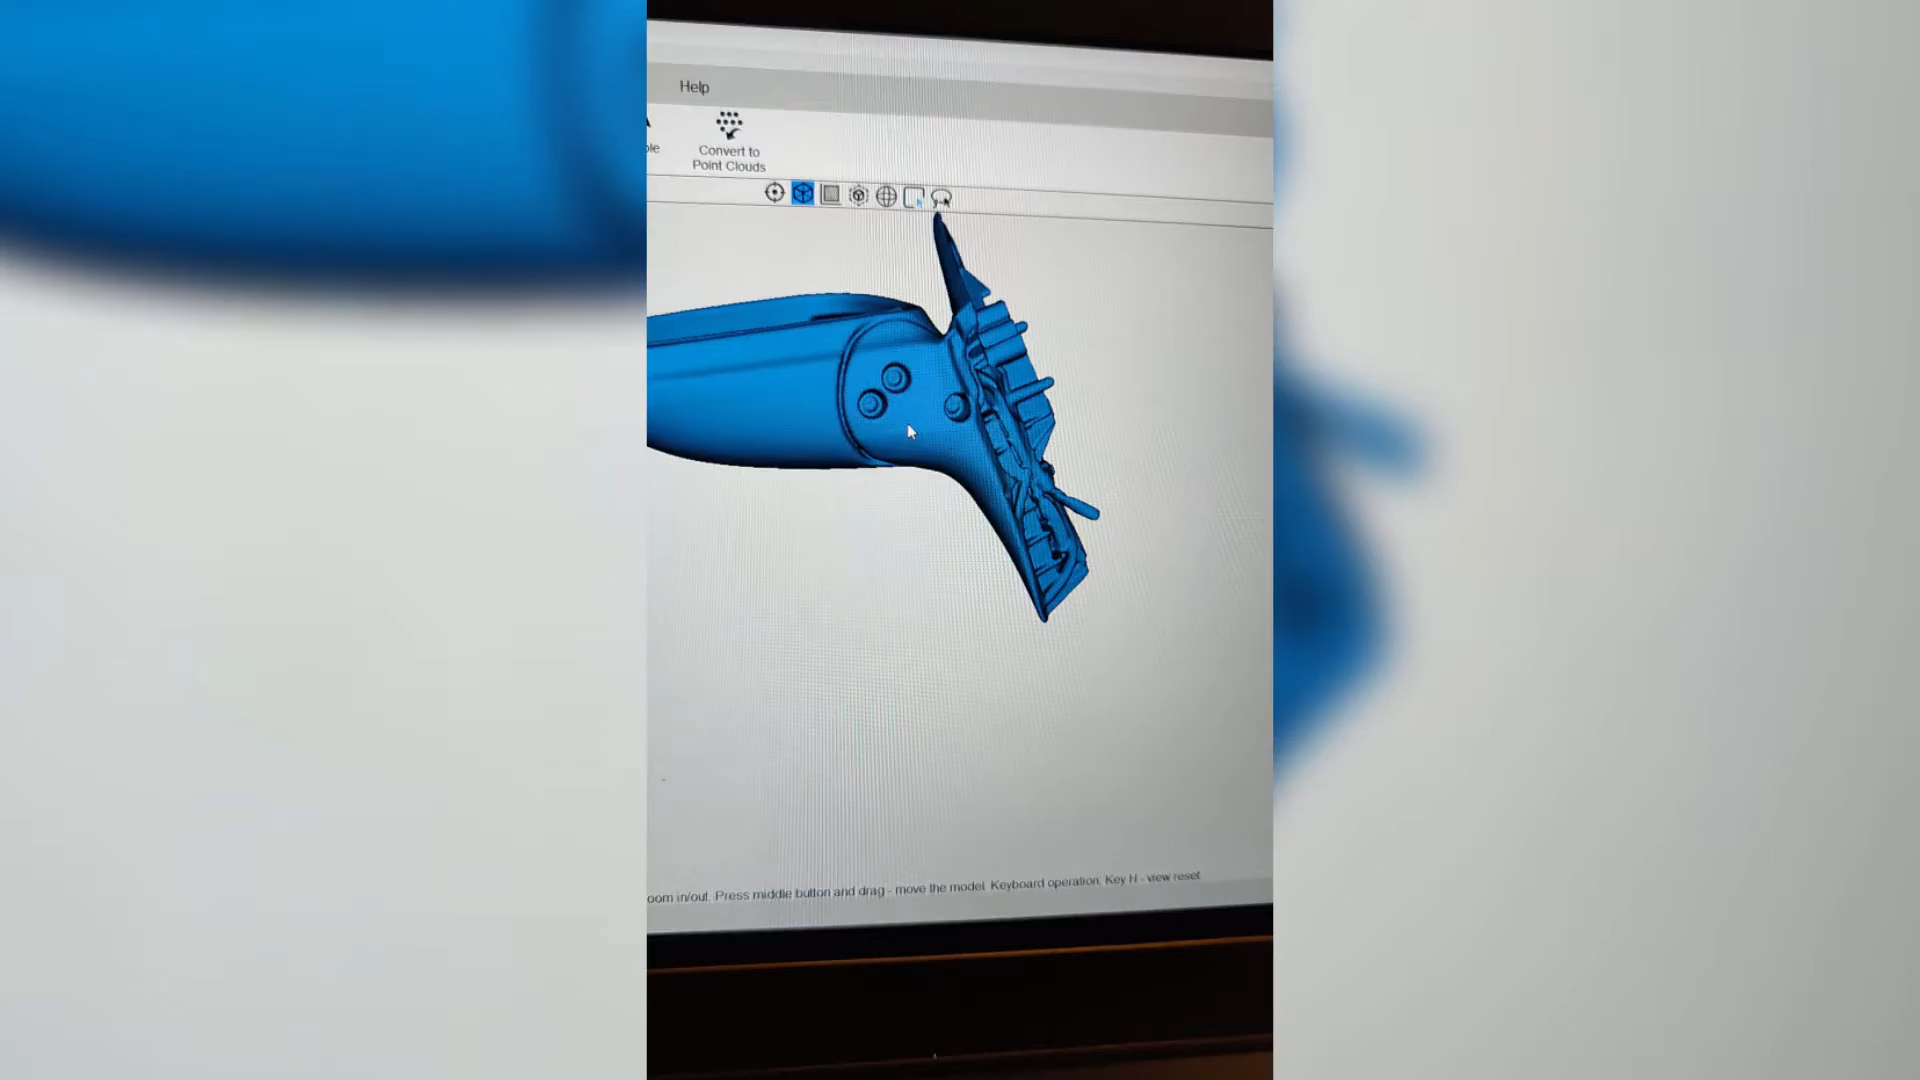 Help
Convert to
Point Clouds
oom in/out. Press middle button and drag - move the model. Keyboard operation: Key H - view reset